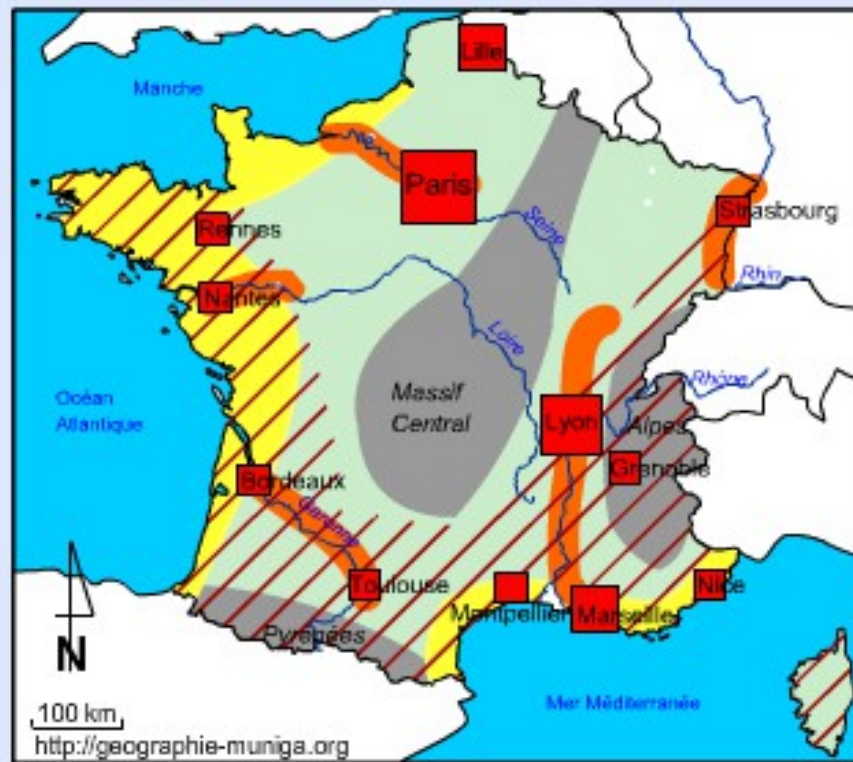 Lille
Manche
Paris
Strasbourg
Rennes
Seine
Rhin
Nantes
Loire
Rhône
Océan
Atlantique
Massif
Central
Lyon
Alpes
Grenoble
Bordeaux
Garonne
Toulouse
Montpellier
Marseille
Nice
Pyrénées
N
Mer Méditerranée
100 km
http://geographie-muniga.org